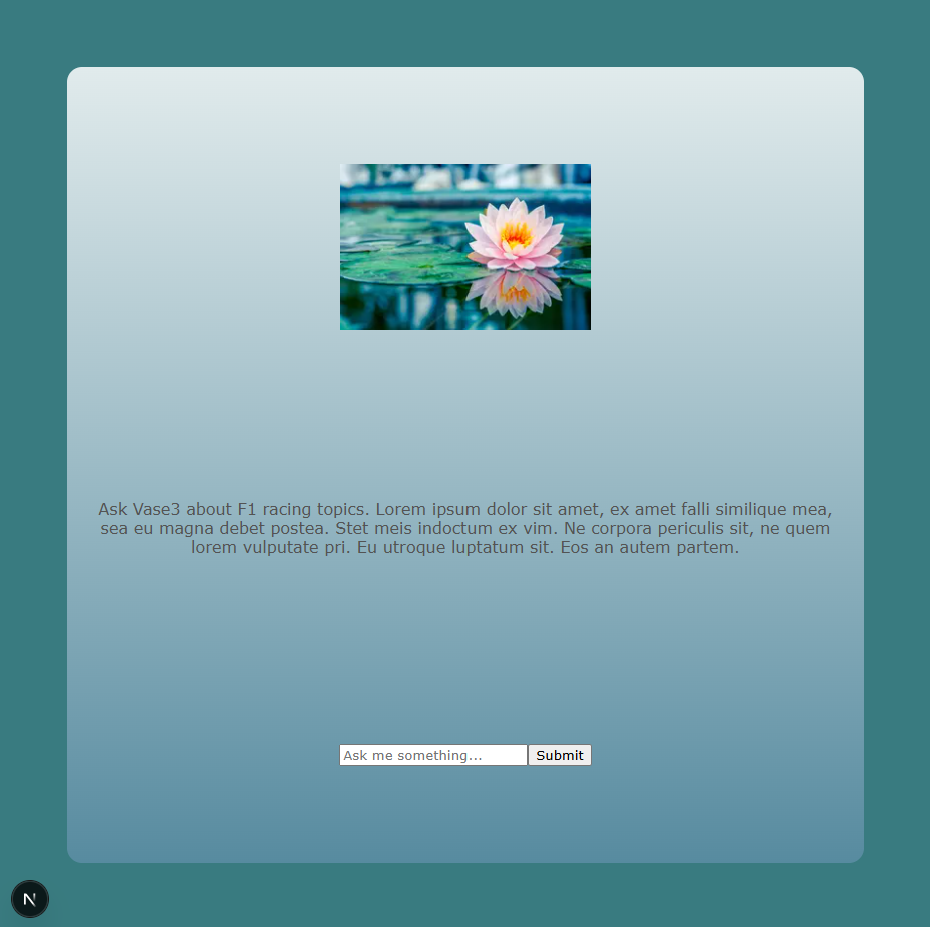 Ask Vase3 about F1 racing topics. Lorem ipsum dolor sit amet, ex amet falli similique mea,
sea eu magna debet postea. Stet meis indoctum ex vim. Ne corpora periculis sit, ne quem
lorem vulputate pri. Eu utroque luptatum sit. Eos an autem partem.
Ask me something... Submit
N